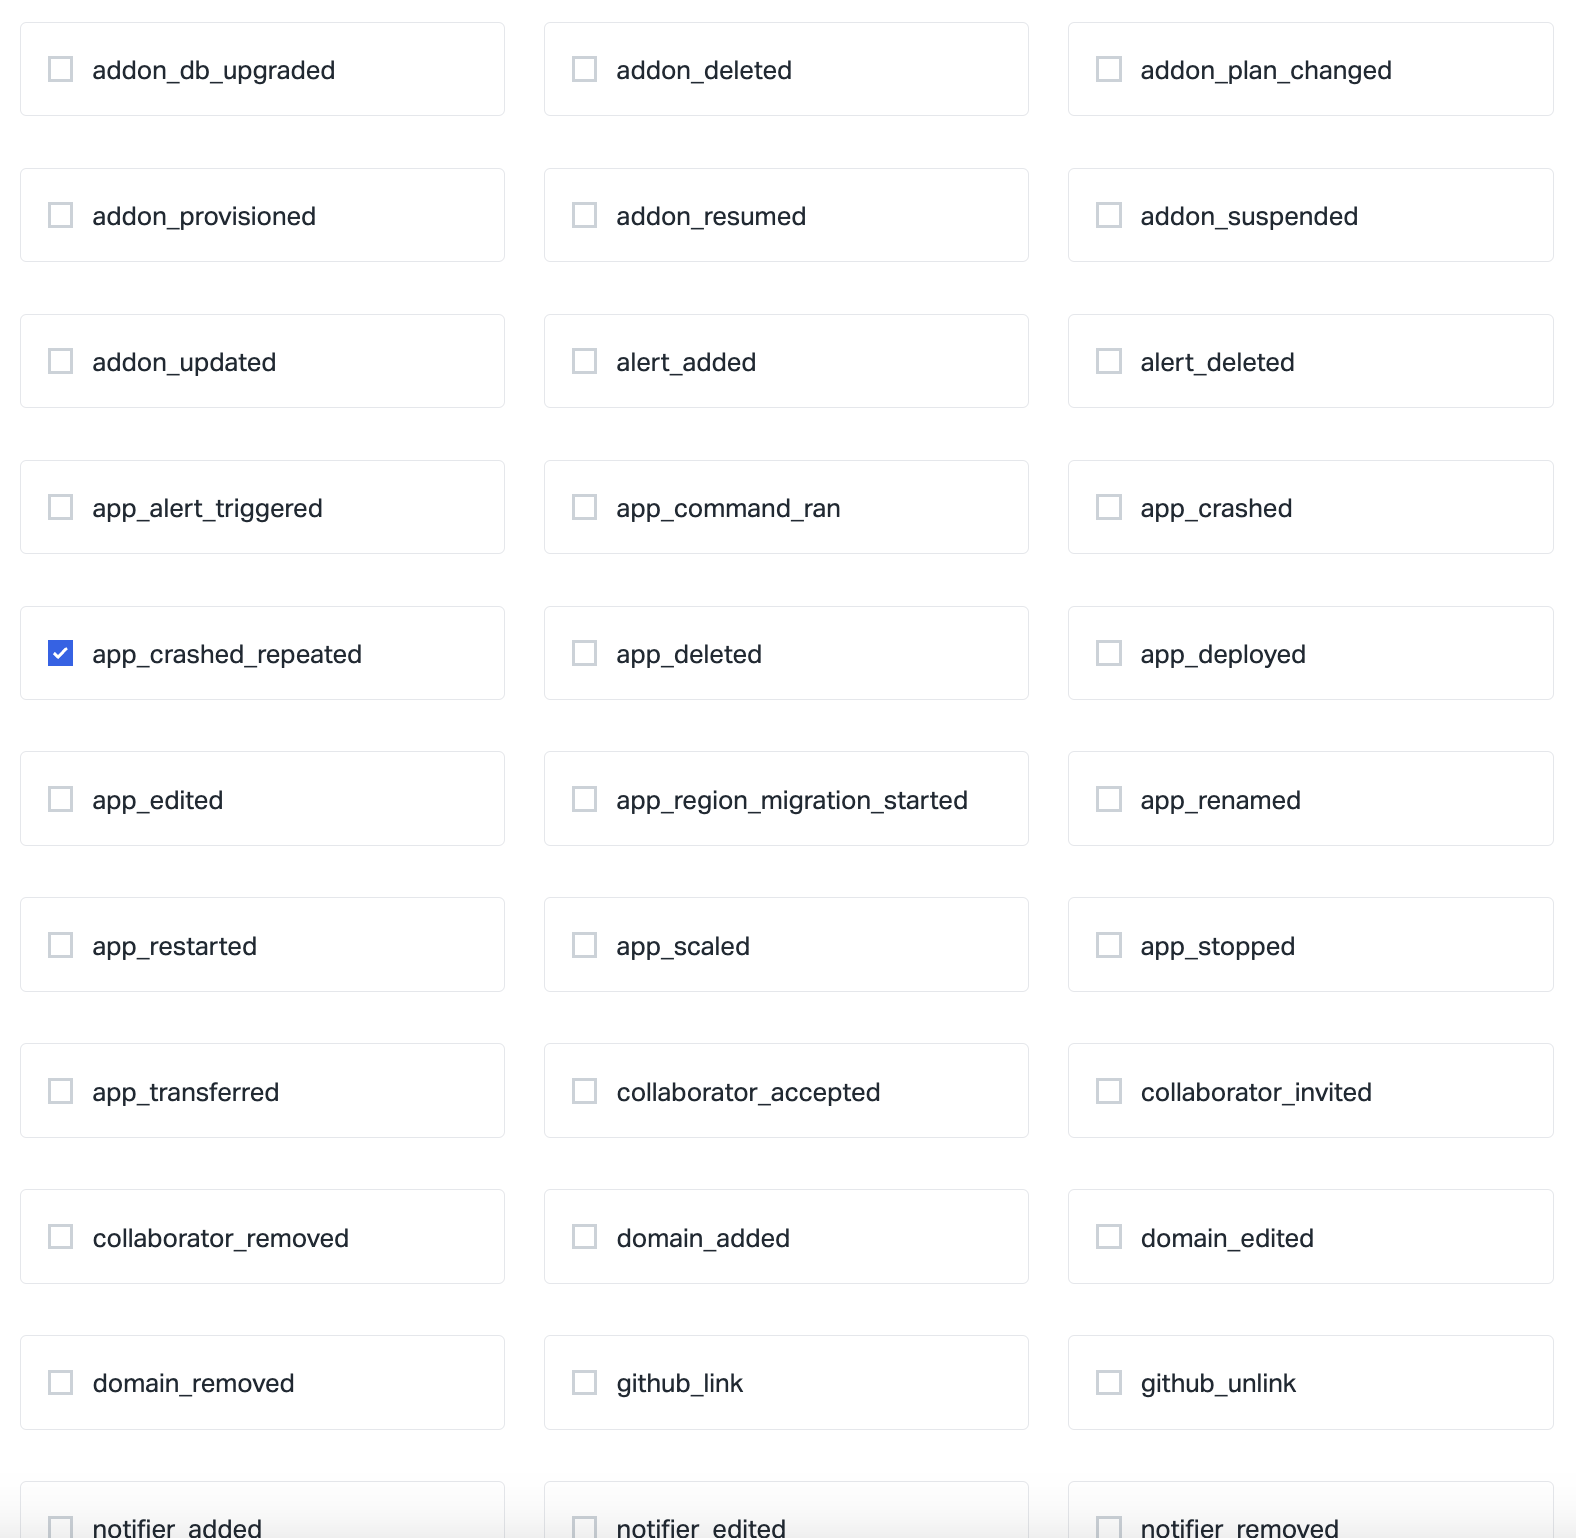 addon_db_upgraded
addon_deleted
addon_plan_changed
addon_provisioned
addon_resumed
addon_suspended
addon_updated
alert_added
alert_deleted
app_alert_triggered
app_command_ran
app_crashed
app_crashed_repeated
app_deleted
app_deployed
app_edited
app_region_migration_started
app_renamed
app_restarted
app_scaled
app_stopped
app_transferred
collaborator_accepted
collaborator_invited
collaborator_removed
domain_added
domain_edited
domain_removed
github_link
github_unlink
notifier_added
notifier_edited
notifier_removed